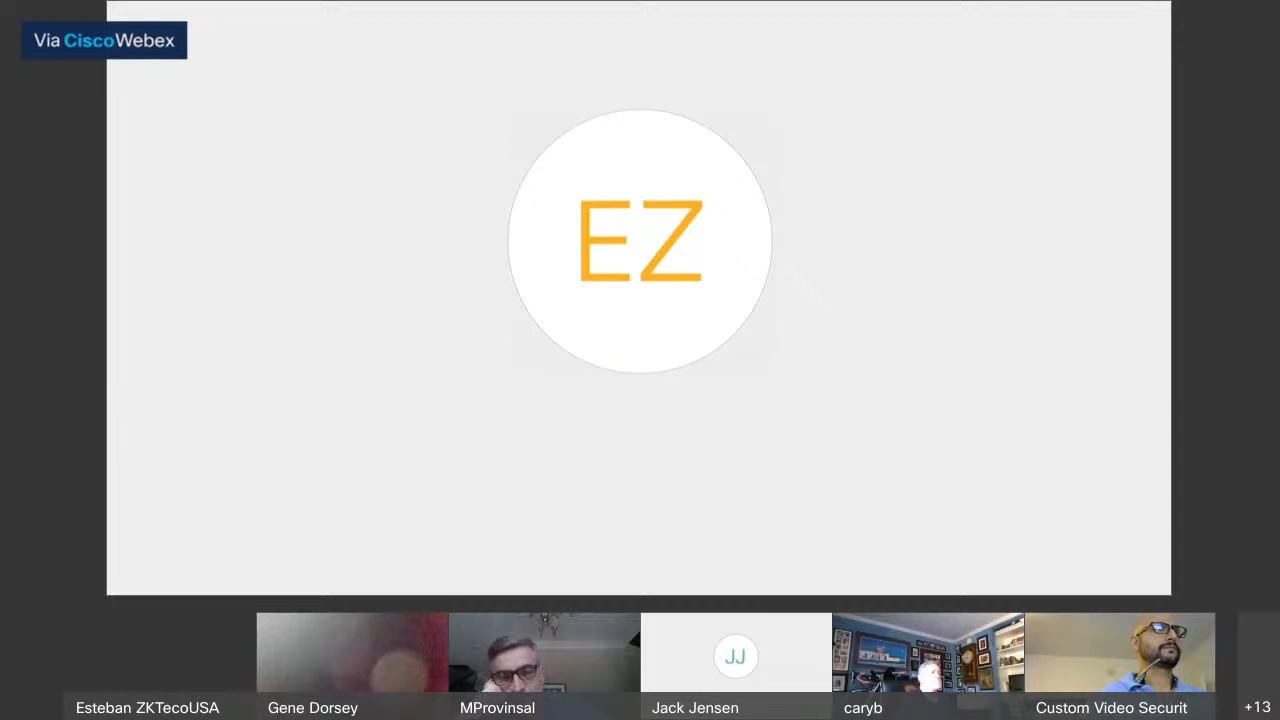 Via CiscoWebex
EZ
JJ
Esteban ZKTecoUSA
Gene Dorsey
MProvinsal
Jack Jensen
caryb
Custom Video Securit
+13